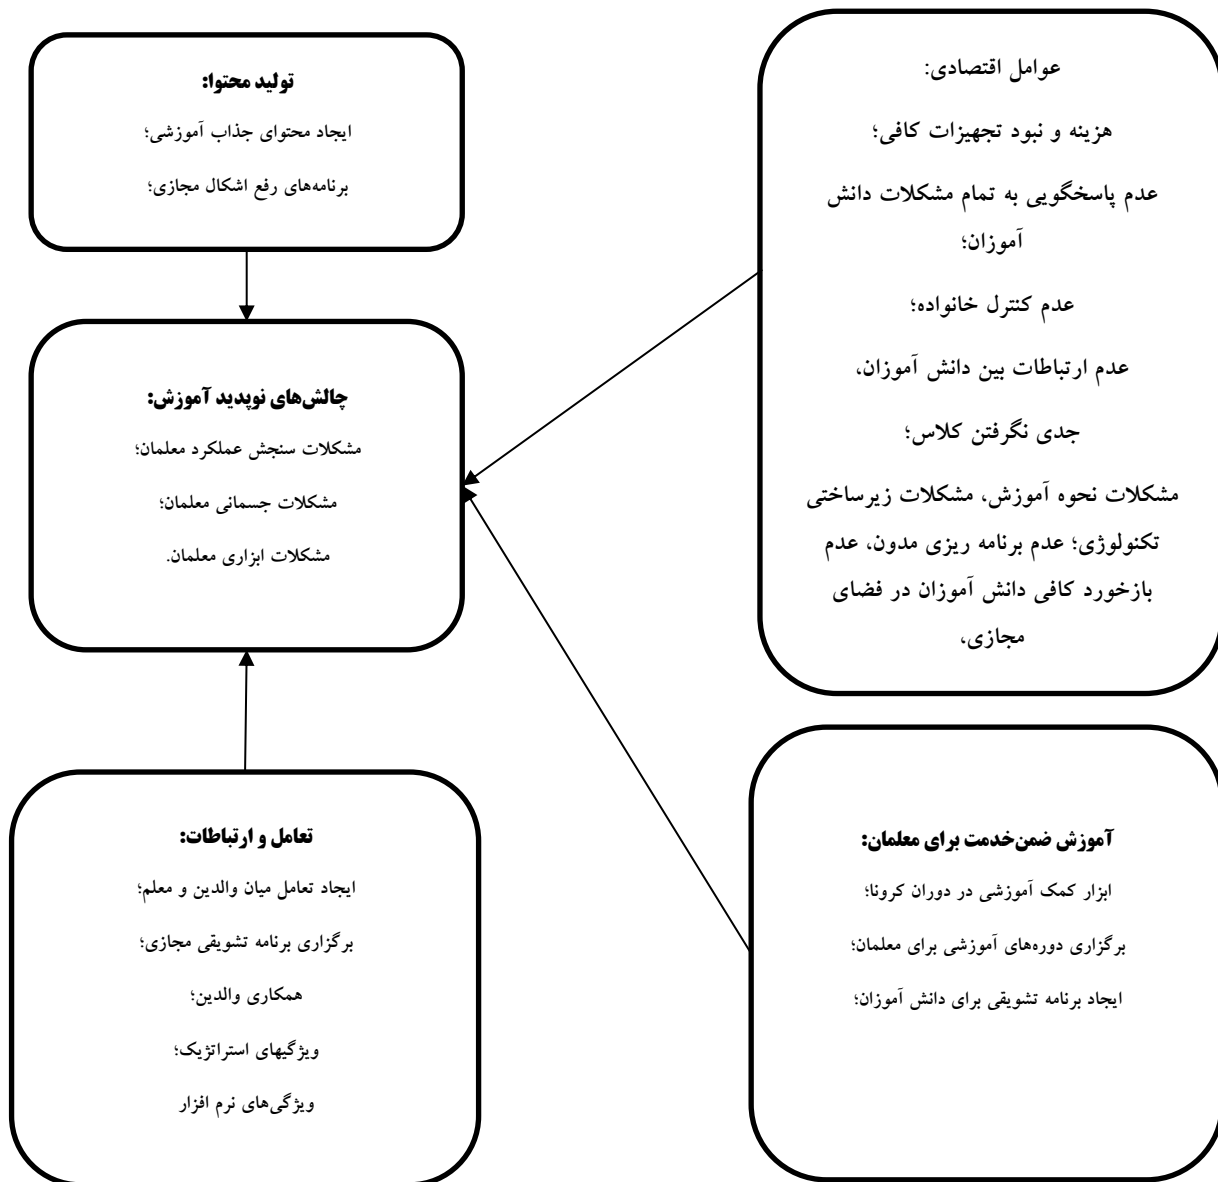 تولید محتوا:
ایجاد محتوای جذاب آموزشی؛
برنامه‌های رفع اشکال مجازی؛
عوامل اقتصادی:
هزینه و نبود تجهیزات کافی؛
عدم پاسخگویی به تمام مشکلات دانش
آموزان؛
عدم کنترل خانواده؛
عدم ارتباطات بین دانش آموزان،
جدی نگرفتن کلاس؛
مشکلات نحوه آموزش، مشکلات زیرساختی
تکنولوژی؛ عدم برنامه ریزی مدون، عدم
بازخورد کافی دانش آموزان در فضای
مجازی،
چالش‌های نوپدید آموزش:
مشکلات سنجش عملکرد معلمان؛
مشکلات جسمانی معلمان؛
مشکلات ابزاری معلمان.
تعامل و ارتباطات:
ایجاد تعامل میان والدین و معلم؛
برگزاری برنامه تشویقی مجازی؛
همکاری والدین؛
ویژگیهای استراتژیک؛
ویژگی‌های نرم افزار
آموزش ضمن‌خدمت برای معلمان:
ابزار کمک آموزشی در دوران کرونا؛
برگزاری دوره‌های آموزشی برای معلمان؛
ایجاد برنامه تشویقی برای دانش آموزان؛